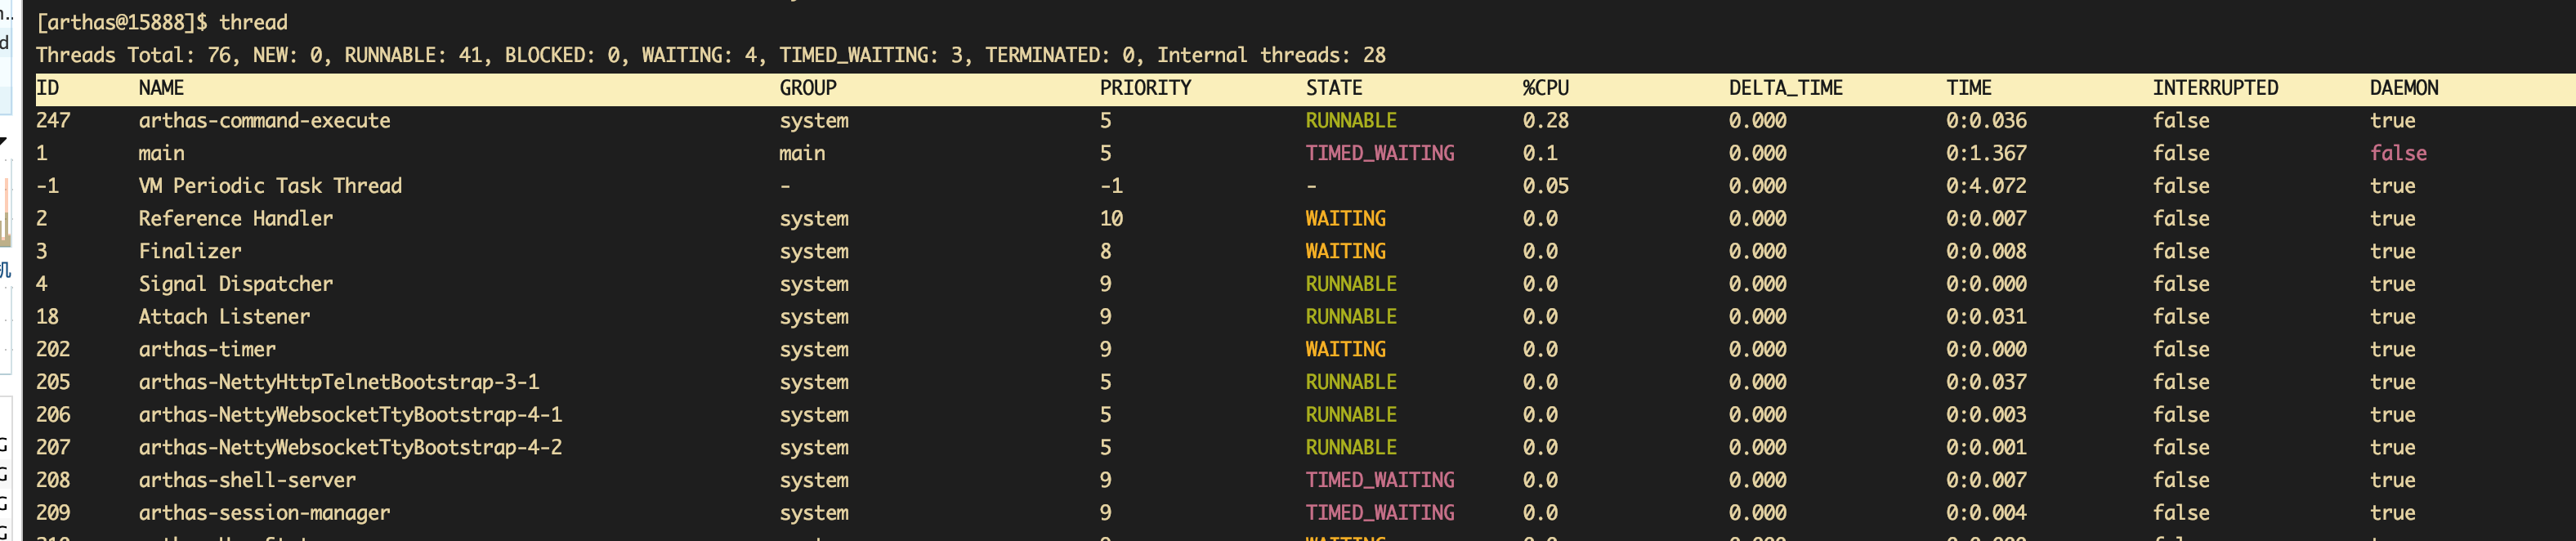 [arthas@15888]$ thread
Threads Total: 76, NEW: 0, RUNNABLE: 41, BLOCKED: 0, WAITING: 4, TIMED_WAITING: 3, TERMINATED: 0, Internal threads: 28
ID NAME GROUP PRIORITY STATE %CPU DELTA_TIME TIME INTERRUPTED DAEMON
247 arthas-command-execute system 5 RUNNABLE 0.28 0.000 0:0.036 false true
1 main main 5 TIMED_WAITING 0.1 0.000 0:1.367 false false
-1 VM Periodic Task Thread - -1 - 0.05 0.000 0:4.072 false true
2 Reference Handler system 10 WAITING 0.0 0.000 0:0.007 false true
3 Finalizer system 8 WAITING 0.0 0.000 0:0.008 false true
4 Signal Dispatcher system 9 RUNNABLE 0.0 0.000 0:0.000 false true
18 Attach Listener system 9 RUNNABLE 0.0 0.000 0:0.031 false true
202 arthas-timer system 9 WAITING 0.0 0.000 0:0.000 false true
205 arthas-NettyHttpTelnetBootstrap-3-1 system 5 RUNNABLE 0.0 0.000 0:0.037 false true
206 arthas-NettyWebsocketTtyBootstrap-4-1 system 5 RUNNABLE 0.0 0.000 0:0.003 false true
207 arthas-NettyWebsocketTtyBootstrap-4-2 system 5 RUNNABLE 0.0 0.000 0:0.001 false true
208 arthas-shell-server system 9 TIMED_WAITING 0.0 0.000 0:0.007 false true
209 arthas-session-manager system 9 TIMED_WAITING 0.0 0.000 0:0.004 false true